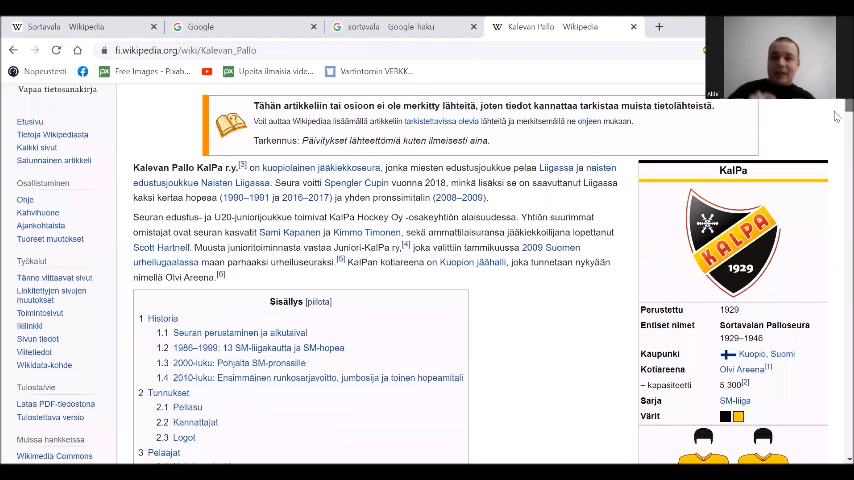 Sortavala    Wikipedia
Google
sortavala    Google haku
Kalevan Pallo    Wikipedia
fi.wikipedia.org/wiki/Kalevan_Pallo
Nopeustesti
Free Images - Pixab...
Upeita ilmaisia video...
Vartiotornin VERKK...
Ahti
Vapaa tietosanakirja
Etusivu
Tietoja Wikipediasta
Kaikki sivut
Satunnainen artikkeli
Osallistuminen
Ohje
Kahvihuone
Ajankohtaista
Tuoreet muutokset
Työkalut
Tänne viittaavat sivut
Linkitettyjen sivujen
muutokset
Toimintosivut
Ikilinkki
Sivun tiedot
Viitetiedot
Wikidata-kohde
Tulosta/vie
Lataa PDF-tiedostona
Tulostettava versio
Muissa hankkeissa
Wikimedia Commons
Tähän artikkeliin tai osioon ei ole merkitty lähteitä, joten tiedot kannattaa tarkistaa muista tietolähteistä.
Voit auttaa Wikipediaa lisäämällä artikkeliin tarkistettavissa olevia lähteitä ja merkitsemällä ne ohjeen mukaan.
Tarkennus: Päivitykset lähteettömiä kuten ilmeisesti aina.
Kalevan Pallo KalPa r.y.[3] on kuopiolainen jääkiekkoseura, jonka miesten edustusjoukkue pelaa Liigassa ja naisten
edustusjoukkue Naisten Liigassa. Seura voitti Spengler Cupin vuonna 2018, minkä lisäksi se on saavuttanut Liigassa
kaksi kertaa hopeaa (1990–1991 ja 2016–2017) ja yhden pronssimitalin (2008–2009).
Seuran edustus- ja U20-juniorijoukkue toimivat KalPa Hockey Oy -osakeyhtiön alaisuudessa. Yhtiön suurimmat
omistajat ovat seuran kasvatit Sami Kapanen ja Kimmo Timonen, sekä ammattilaisuransa jääkiekkoilijana lopettanut
Scott Hartnell. Muusta junioritoiminnasta vastaa Juniori-KalPa ry,[4] joka valittiin tammikuussa 2009 Suomen
urheilugaalassa maan parhaaksi urheiluseuraksi.[5] KalPan kotiareena on Kuopion jäähalli, joka tunnetaan nykyään
nimellä Olvi Areena.[6]
Sisällys [piilota]
1 Historia
1.1 Seuran perustaminen ja alkutaival
1.2 1986–1999: 13 SM-liigakautta ja SM-hopea
1.3 2000-luku: Pohjalta SM-pronssille
1.4 2010-luku: Ensimmäinen runkosarjavoitto, jumbosija ja toinen hopeamitali
2 Tunnukset
2.1 Peliasu
2.2 Kannattajat
2.3 Logot
3 Pelaajat
KalPa
KALPA
1929
Perustettu 1929
Entiset nimet Sortavalan Palloseura
1929–1946
Kaupunki Kuopio, Suomi
Kotiareena Olvi Areena[1]
– kapasiteetti 5 300[2]
Sarja SM-liiga
Värit